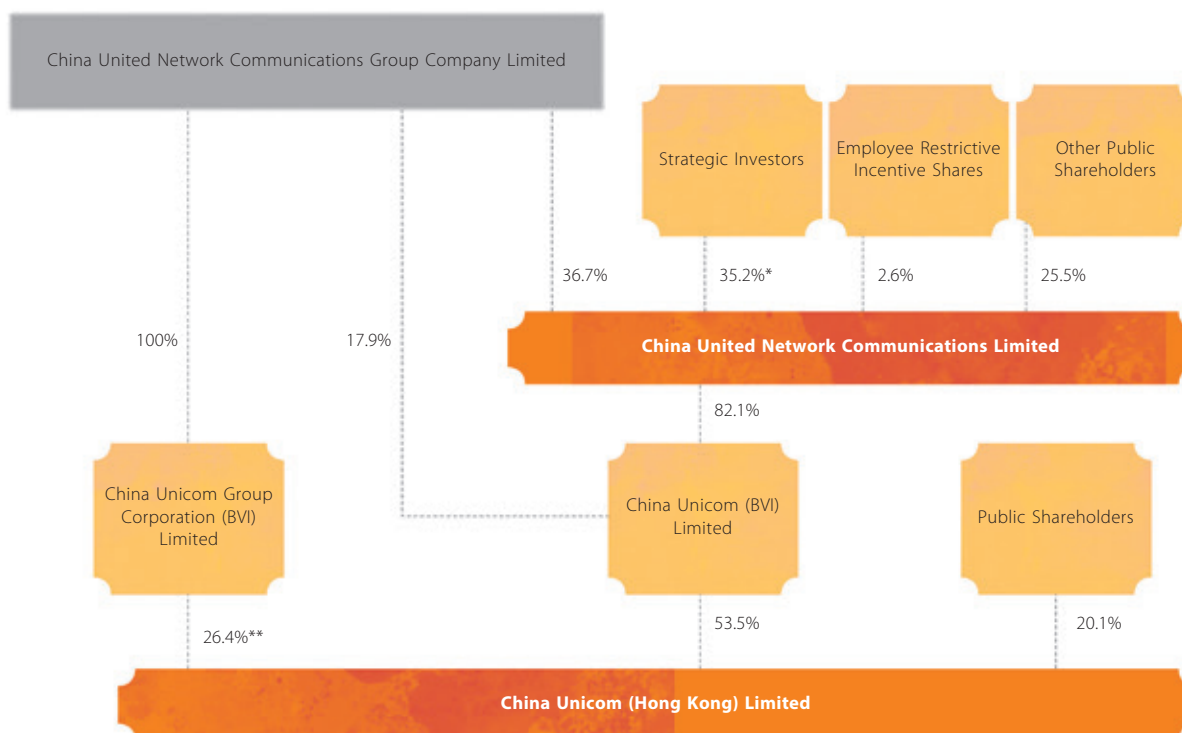 China United Network Communications Group Company Limited
Strategic Investors
Employee Restrictive
Incentive Shares
Other Public
Shareholders
36.7%
35.2%*
2.6%
25.5%
100%
17.9%
China United Network Communications Limited
82.1%
China Unicom Group
Corporation (BVI)
Limited
China Unicom (BVI)
Limited
Public Shareholders
26.4%**
53.5%
20.1%
China Unicom (Hong Kong) Limited